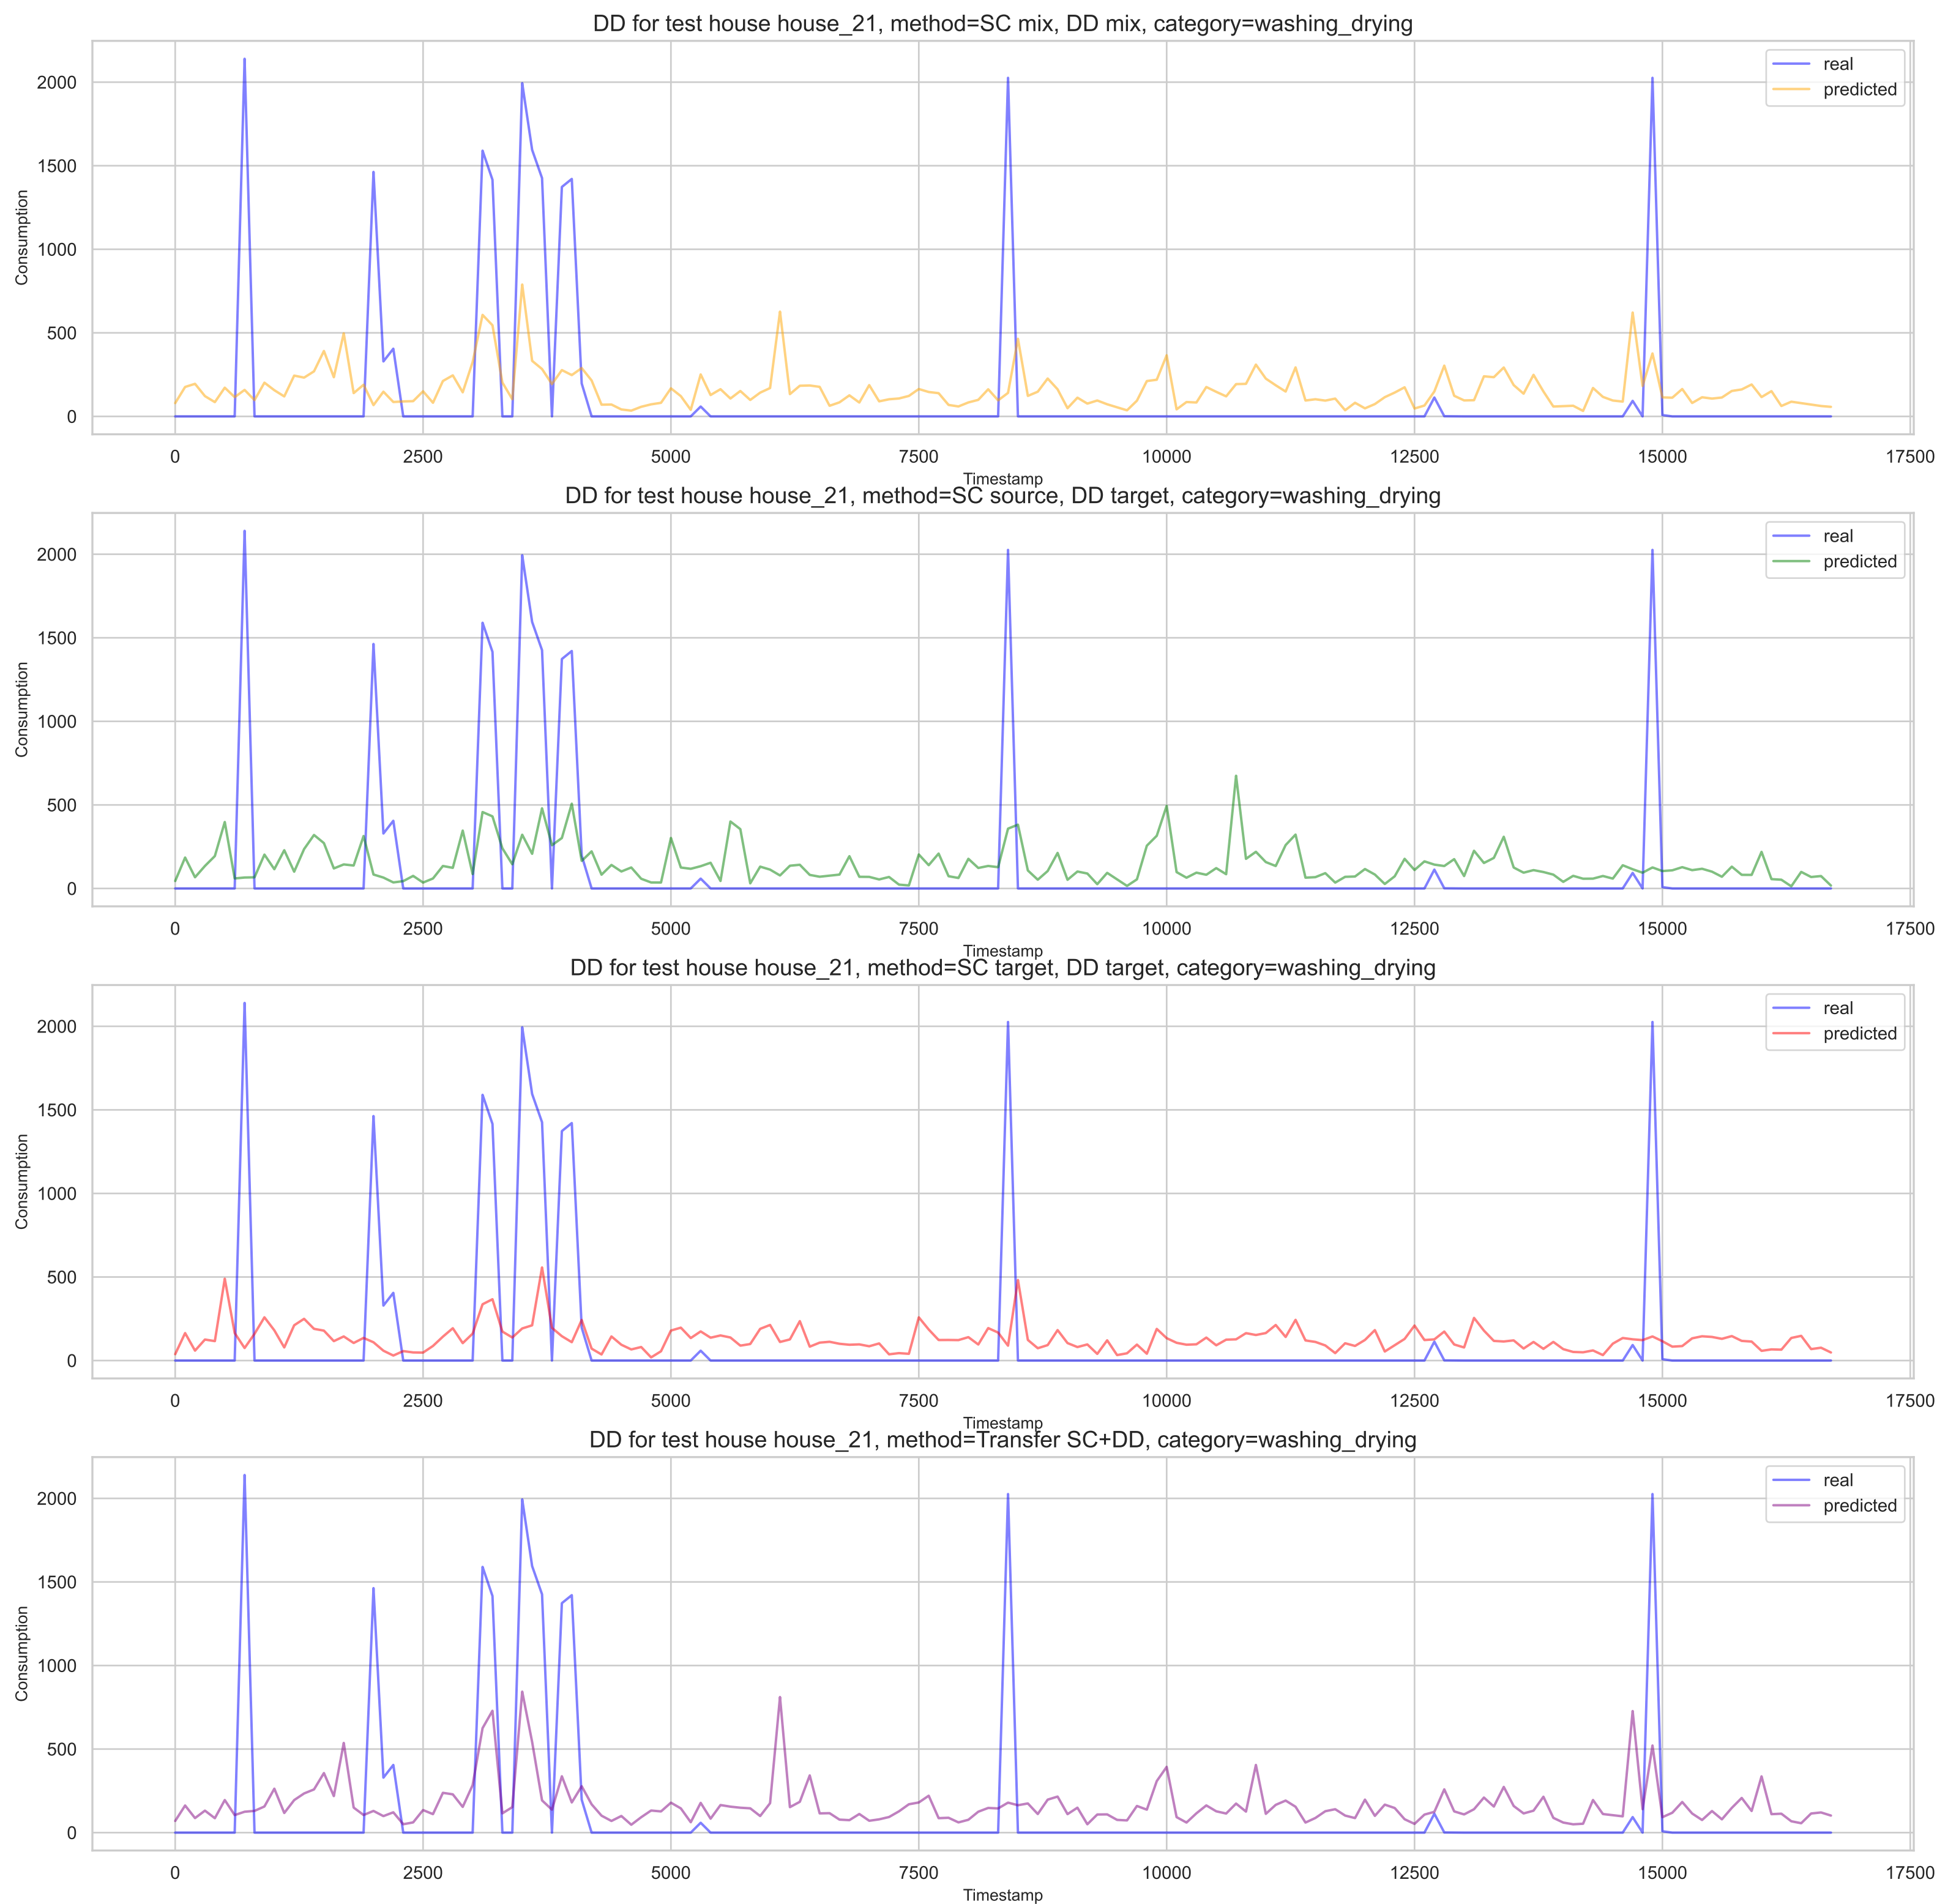 DD for test house house_21, method=SC mix, DD mix, category=washing_drying
real
predicted
2000
1500
1000
500
0
Consumption
0 2500 5000 7500 10000 12500 15000 17500
Timestamp
DD for test house house_21, method=SC source, DD target, category=washing_drying
real
predicted
2000
1500
1000
500
0
Consumption
0 2500 5000 7500 10000 12500 15000 17500
Timestamp
DD for test house house_21, method=SC target, DD target, category=washing_drying
real
predicted
2000
1500
1000
500
0
Consumption
0 2500 5000 7500 10000 12500 15000 17500
Timestamp
DD for test house house_21, method=Transfer SC+DD, category=washing_drying
real
predicted
2000
1500
1000
500
0
Consumption
0 2500 5000 7500 10000 12500 15000 17500
Timestamp